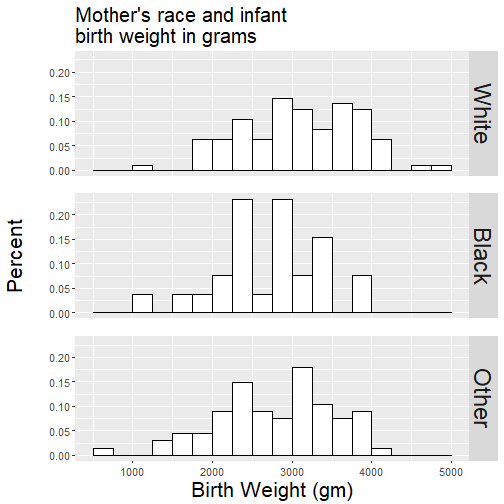 Mother's race and infant
birth weight in grams
0.20
0.15
0.10
0.05
0.00
White
0.20
0.15
0.10
0.05
0.00
Black
0.20
0.15
0.10
0.05
0.00
Other
Percent
1000 2000 3000 4000 5000
Birth Weight (gm)